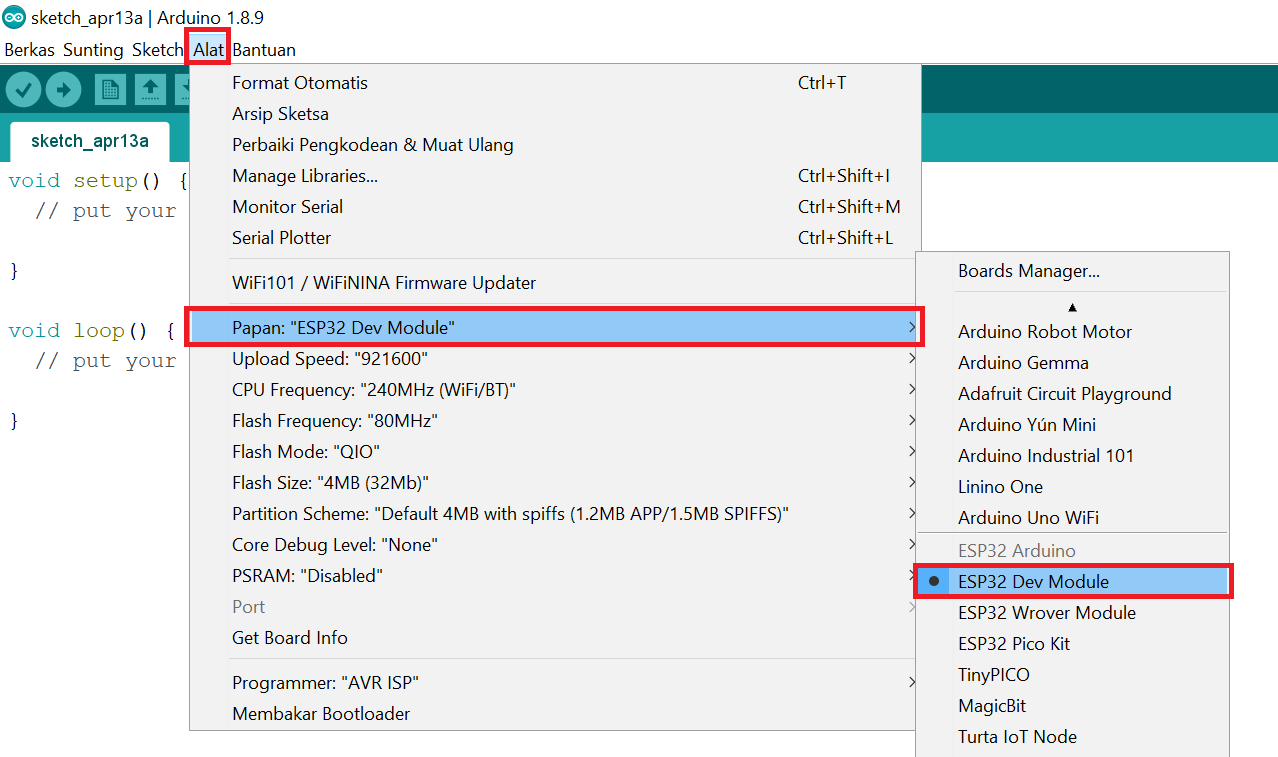 sketch_apr13a | Arduino 1.8.9
Berkas Sunting Sketch Alat Bantuan
sketch_apr13a
void setup() {
// put your
}
void loop() {
// put your
}
Format Otomatis Ctrl+T
Arsip Sketsa
Perbaiki Pengkodean & Muat Ulang
Manage Libraries... Ctrl+Shift+I
Monitor Serial Ctrl+Shift+M
Serial Plotter Ctrl+Shift+L
WiFi101 / WiFiNINA Firmware Updater
Papan: "ESP32 Dev Module"
Upload Speed: "921600"
CPU Frequency: "240MHz (WiFi/BT)"
Flash Frequency: "80MHz"
Flash Mode: "QIO"
Flash Size: "4MB (32Mb)"
Partition Scheme: "Default 4MB with spiffs (1.2MB APP/1.5MB SPIFFS)"
Core Debug Level: "None"
PSRAM: "Disabled"
Port
Get Board Info
Programmer: "AVR ISP"
Membakar Bootloader
Boards Manager...
Arduino Robot Motor
Arduino Gemma
Adafruit Circuit Playground
Arduino Yún Mini
Arduino Industrial 101
Linino One
Arduino Uno WiFi
ESP32 Arduino
ESP32 Dev Module
ESP32 Wrover Module
ESP32 Pico Kit
TinyPICO
MagicBit
Turta IoT Node